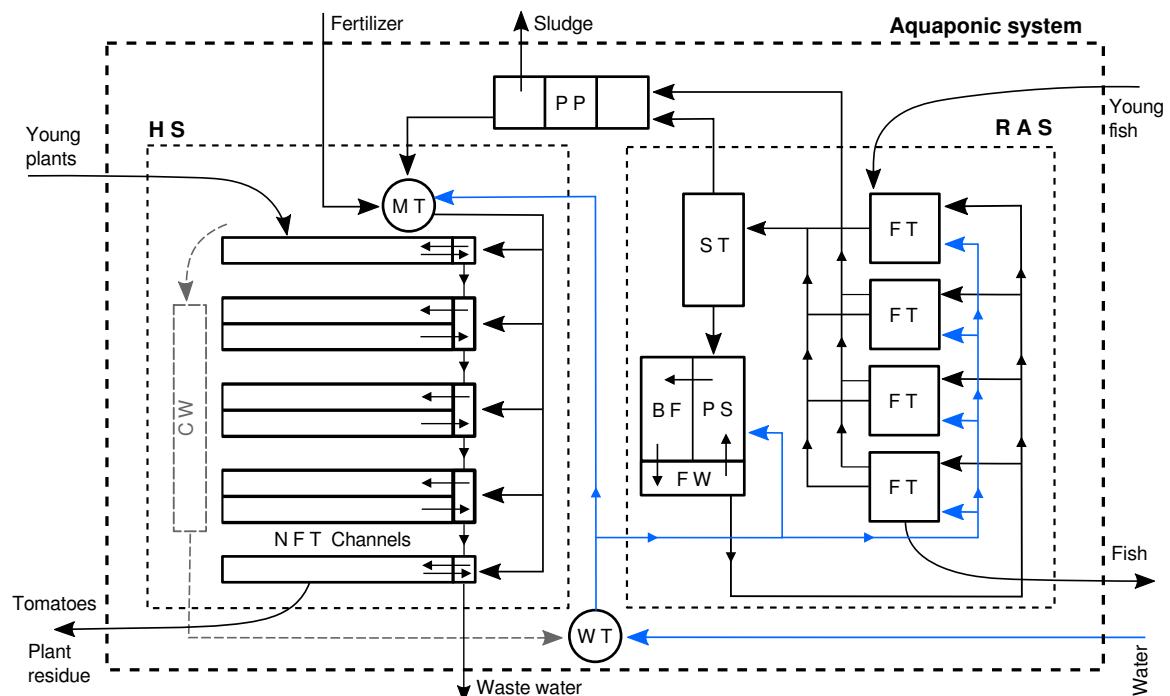 Fertilizer
Sludge
Aquaponic system
P P
H S
R A S
Young
fish
Young
plants
M T
S T
F T
F T
C W
B F
P S
F T
F W
F T
N F T Channels
Fish
Tomatoes
Plant
residue
W T
Waste water
Water